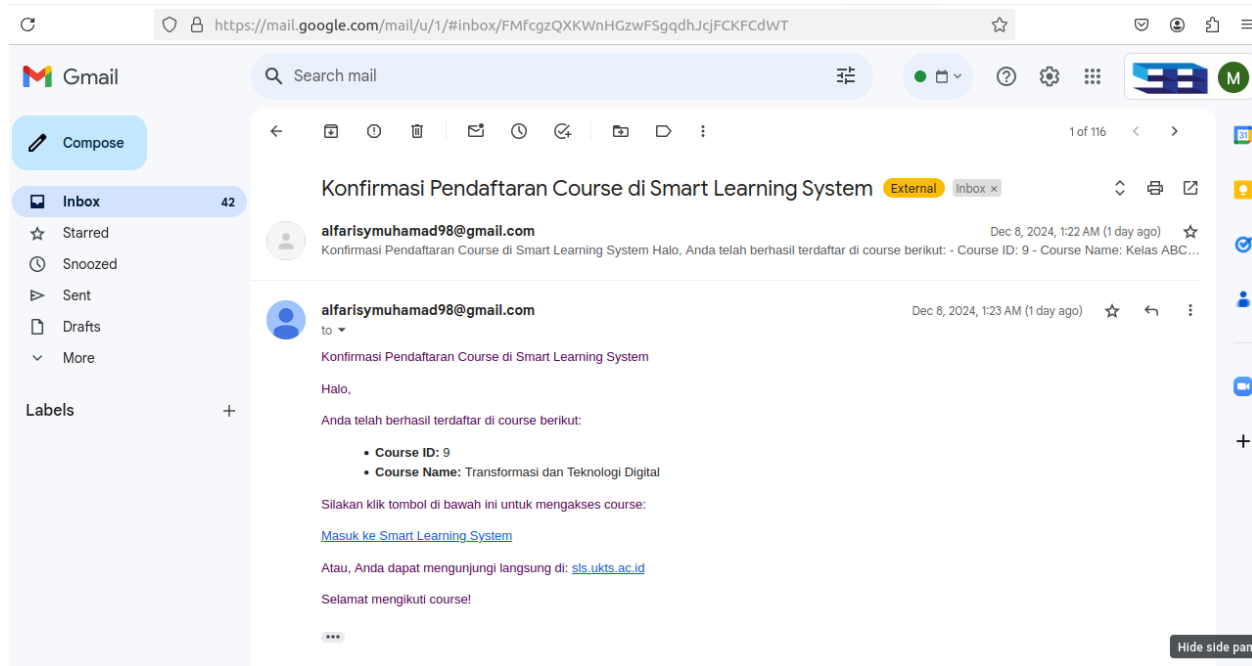 https://mail.google.com/mail/u/1/#inbox/FMfcgzQXKWnHGzwFSgqdhJcjFCKFCdWT
Gmail
Search mail
M
Compose
1 of 116
31
Inbox 42
Starred
Snoozed
Sent
Drafts
More
Labels
Konfirmasi Pendaftaran Course di Smart Learning System External Inbox ×
alfarisymuhamad98@gmail.com Dec 8, 2024, 1:22 AM (1 day ago)
Konfirmasi Pendaftaran Course di Smart Learning System Halo, Anda telah berhasil terdaftar di course berikut: - Course ID: 9 - Course Name: Kelas ABC...
alfarisymuhamad98@gmail.com Dec 8, 2024, 1:23 AM (1 day ago)
to
Konfirmasi Pendaftaran Course di Smart Learning System
Halo,
Anda telah berhasil terdaftar di course berikut:
• Course ID: 9
• Course Name: Transformasi dan Teknologi Digital
Silakan klik tombol di bawah ini untuk mengakses course:
Masuk ke Smart Learning System
Atau, Anda dapat mengunjungi langsung di: sls.ukts.ac.id
Selamat mengikuti course!
Hide side pan